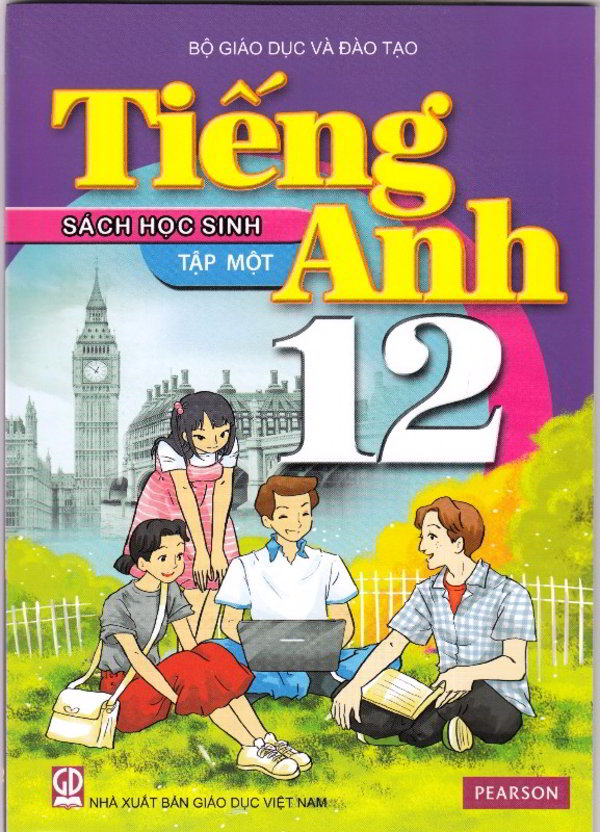 BỘ GIÁO DỤC VÀ ĐÀO TẠO
Tiếng
Anh
SÁCH HỌC SINH
TẬP MỘT
12
GD
NHÀ XUẤT BẢN GIÁO DỤC VIỆT NAM
PEARSON